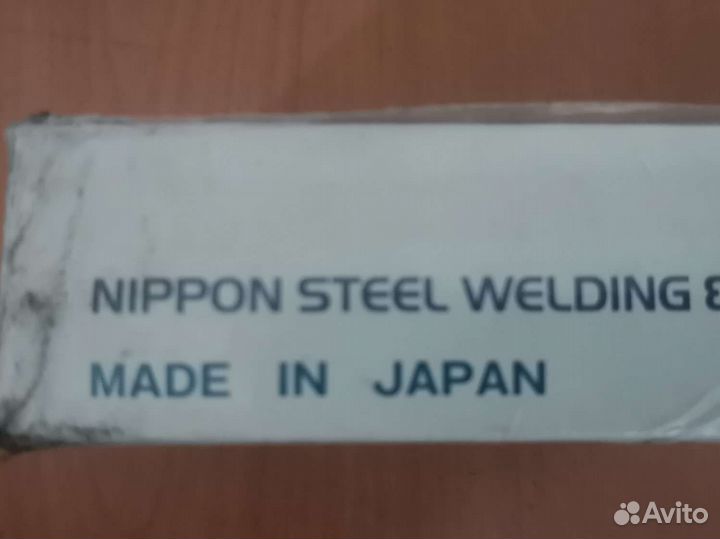 NIPPON STEEL WELDING &
MADE IN JAPAN
Avito